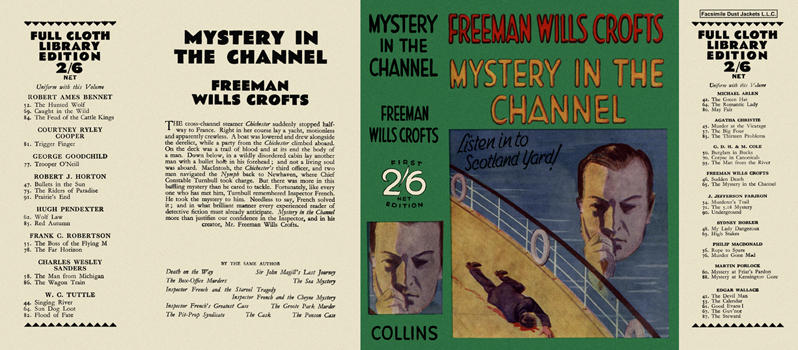 FULL CLOTH
LIBRARY
EDITION
2/6
NET
Uniform with this Volume
ROBERT AMES BENNET
52. The Hunted Wolf
69. Caught in the Wild
84. The Feud of the Cattle Kings
COURTNEY RYLEY
COOPER
81. Trigger Finger
GEORGE GOODCHILD
77. Trooper O'Neil
ROBERT J. HORTON
47. Bullets in the Sun
75. The Riders of Paradise
91. Prairie's End
HUGH PENDEXTER
62. Wolf Law
85. Red Autumn
FRANK C. ROBERTSON
51. The Boss of the Flying M
78. The Far Horizon
CHARLES WESLEY
SANDERS
58. The Man from Michigan
86. The Wagon Train
W. C. TUTTLE
44. Singing River
64. Sun Dog Loot
82. Flood of Fate
MYSTERY IN
THE CHANNEL
FREEMAN
WILLS CROFTS
THE cross-channel steamer Chichester suddenly stopped half-
way to France. Right in her course lay a yacht, motionless
and apparently crewless. A boat was lowered and drew alongside
the derelict, while a party from the Chichester climbed aboard.
On the deck was a trail of blood and at its end the body of
a man. Down below, in a wildly disordered cabin lay another
man with a bullet hole in his forehead; and not a living soul
was aboard. Macintosh, the Chichester's third officer, and two
men navigated the Nymph back to Newhaven, where Chief
Constable Turnbull took charge. But there was more in this
baffling mystery than he cared to tackle. Fortunately, like every
one who has met him, Turnbull remembered Inspector French.
He took the mystery to him. Needless to say, French solved
it; and in what brilliant manner every experienced reader of
detective fiction must already anticipate. Mystery in the Channel
more than justifies our confidence in the Inspector, and in his
creator, Mr. Freeman Wills Crofts.
BY THE SAME AUTHOR
Death on the Way Sir John Magill's Last Journey
The Box-Office Murders The Sea Mystery
Inspector French and the Starvel Tragedy
Inspector French and the Cheyne Mystery
Inspector French's Greatest Case The Groote Park Murder
The Pit-Prop Syndicate The Cask The Ponson Case
MYSTERY
IN THE
CHANNEL
FREEMAN
WILLS CROFTS
FIRST
2/6
NET
EDITION
COLLINS
FREEMAN WILLS CROFTS
MYSTERY IN THE
CHANNEL
Listen in to
Scotland Yard!
Facsimile Dust Jackets L.L.C.
FULL CLOTH
LIBRARY
EDITION
2/6
NET
Uniform with this Volume
MICHAEL ARLEN
42. The Green Hat
64. The Romantic Lady
80. May Fair
AGATHA CHRISTIE
45. Murder at the Vicarage
57. The Big Four
83. The Thirteen Problems
G. D. H. & M. COLE
50. Burglars in Bucks
70. Corpse in Canonicals
93. The Man from the River
FREEMAN WILLS CROFTS
46. Sudden Death
65. The Mystery in the Channel
J. JEFFERSON FARJEON
54. Murderer's Trail
71. The 5.18 Mystery
90. Underground
SYDNEY HORLER
48. My Lady Dangerous
63. High Stakes
PHILIP MACDONALD
56. Rope to Spare
76. Murder Gone Mad
MARTIN PORLOCK
60. Mystery at Friar's Pardon
88. Mystery at Kensington Gore
EDGAR WALLACE
41. The Devil Man
53. The Calendar
61. Good Evans!
67. The Guv'nor
87. The Steward